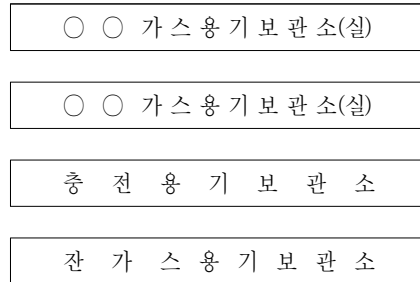 ○ ○ 가 스 용 기 보 관 소(실)
○ ○ 가 스 용 기 보 관 소(실)
충 전 용 기 보 관 소
잔 가 스 용 기 보 관 소